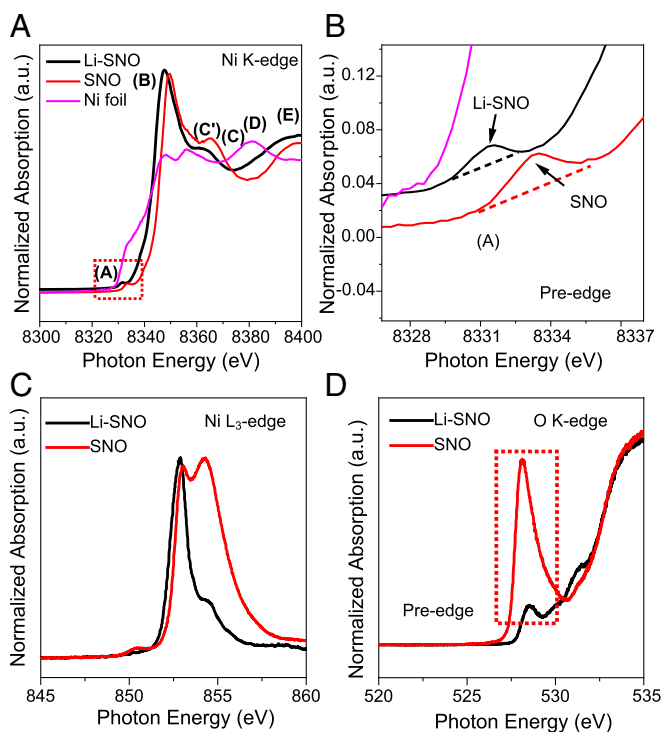 A
Li-SNO
SNO
Ni foil
Ni K-edge
(A)
(B)
(C')
(C)
(D)
(E)
Normalized Absorption (a.u.)
8300 8320 8340 8360 8380 8400
Photon Energy (eV)
B
0.12
0.08
0.04
0.00
-0.04
Li-SNO
SNO
(A)
Pre-edge
Normalized Absorption (a.u.)
8328 8331 8334 8337
Photon Energy (eV)
C
Li-SNO
SNO
Ni L₃-edge
Normalized Absorption (a.u.)
845 850 855 860
Photon Energy (eV)
D
Li-SNO
SNO
O K-edge
Pre-edge
Normalized Absorption (a.u.)
520 525 530 535
Photon Energy (eV)